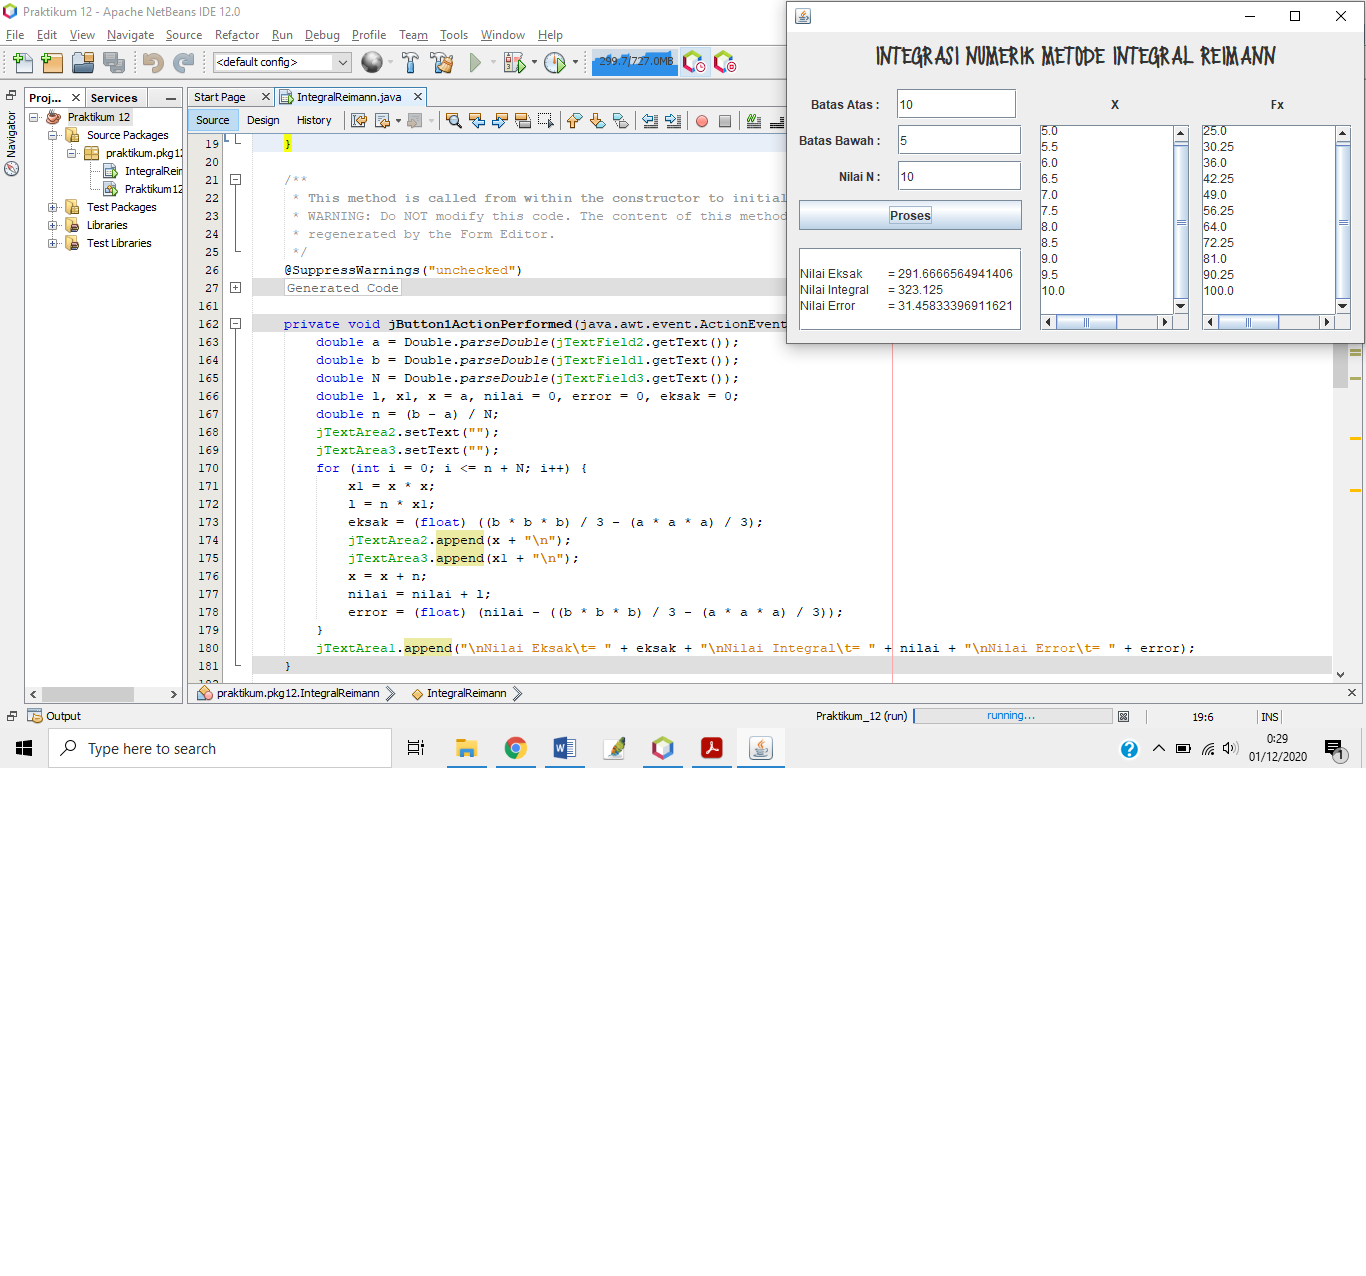 Praktikum 12 - Apache NetBeans IDE 12.0
File Edit View Navigate Source Refactor Run Debug Profile Team Tools Window Help
<default config>
299.7/727.0MB
Proj... Services
Navigator
Praktikum 12
Source Packages
praktikum.pkg12
IntegralReim
Praktikum12
Test Packages
Libraries
Test Libraries
Start Page IntegralReimann.java
Source Design History
19 }
20
21 /**
22 * This method is called from within the constructor to initial
23 * WARNING: Do NOT modify this code. The content of this method
24 * regenerated by the Form Editor.
25 */
26 @SuppressWarnings("unchecked")
27 Generated Code
161
162 private void jButton1ActionPerformed(java.awt.event.ActionEvent
163 double a = Double.parseDouble(jTextField2.getText());
164 double b = Double.parseDouble(jTextField1.getText());
165 double N = Double.parseDouble(jTextField3.getText());
166 double l, x1, x = a, nilai = 0, error = 0, eksak = 0;
167 double n = (b - a) / N;
168 jTextArea2.setText("");
169 jTextArea3.setText("");
170 for (int i = 0; i <= n + N; i++) {
171 x1 = x * x;
172 l = n * x1;
173 eksak = (float) ((b * b * b) / 3 - (a * a * a) / 3);
174 jTextArea2.append(x + "\n");
175 jTextArea3.append(x1 + "\n");
176 x = x + n;
177 nilai = nilai + l;
178 error = (float) (nilai - ((b * b * b) / 3 - (a * a * a) / 3));
179 }
180 jTextArea1.append("\nNilai Eksak\t= " + eksak + "\nNilai Integral\t= " + nilai + "\nNilai Error\t= " + error);
181 }
praktikum.pkg12.IntegralReimann IntegralReimann
Output
Praktikum_12 (run) running... 19:6 INS
INTEGRASI NUMERIK METODE INTEGRAL REIMANN
Batas Atas : 10
Batas Bawah : 5
Nilai N : 10
Proses
Nilai Eksak = 291.6666564941406
Nilai Integral = 323.125
Nilai Error = 31.45833396911621
X
5.0
5.5
6.0
6.5
7.0
7.5
8.0
8.5
9.0
9.5
10.0
Fx
25.0
30.25
36.0
42.25
49.0
56.25
64.0
72.25
81.0
90.25
100.0
Type here to search
0:29
01/12/2020
1